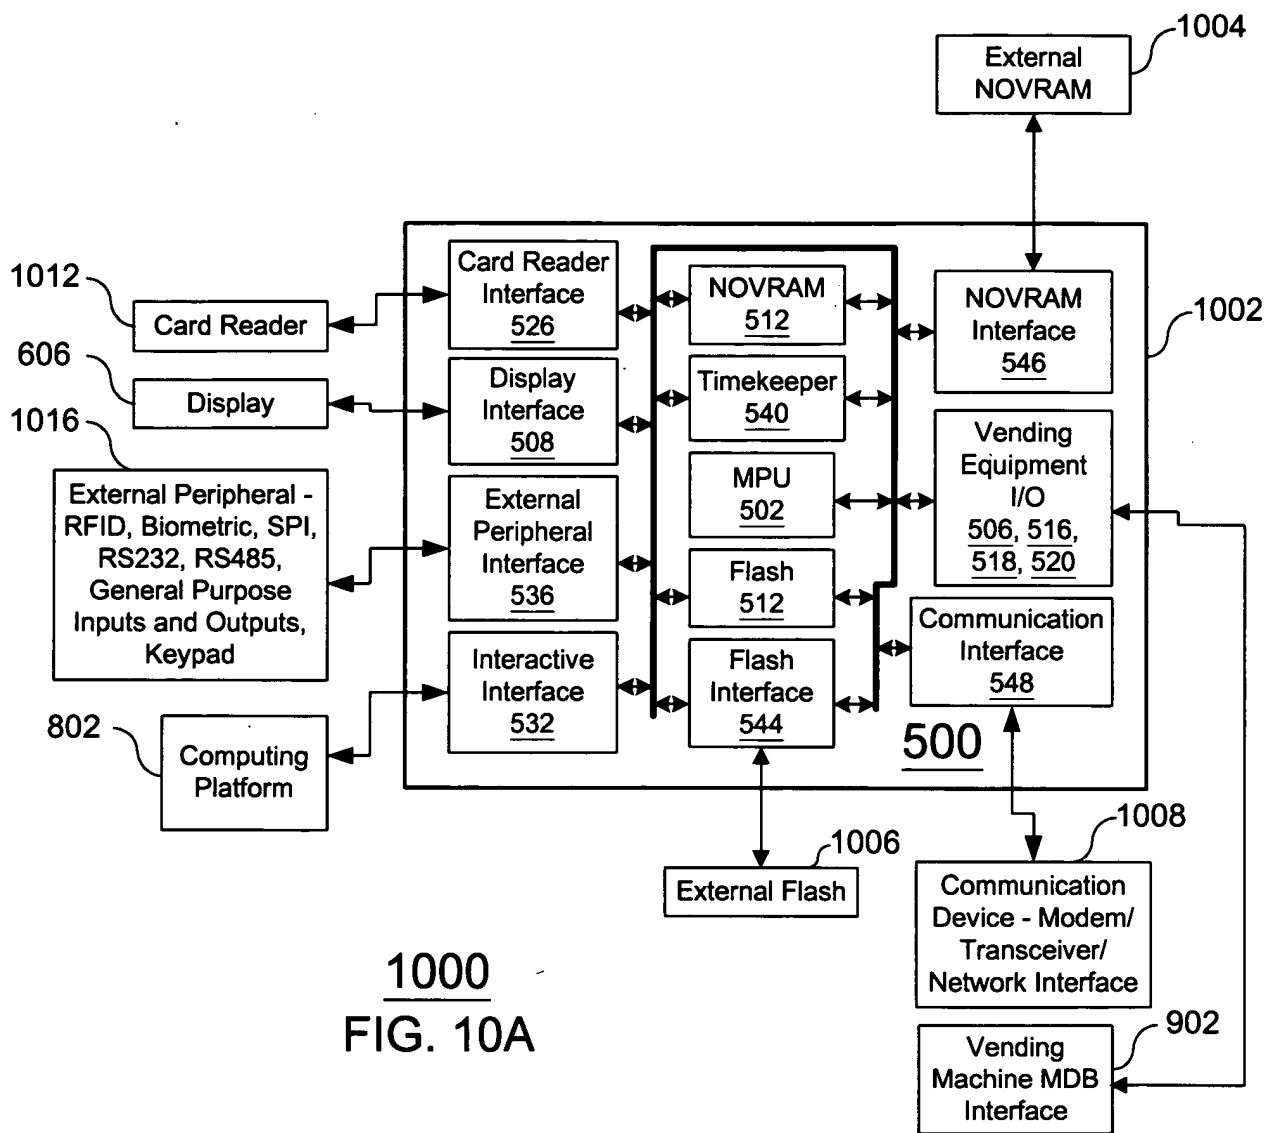 1004
External
NOVRAM
1012
Card Reader
606
Display
1016
External Peripheral -
RFID, Biometric, SPI,
RS232, RS485,
General Purpose
Inputs and Outputs,
Keypad
802
Computing
Platform
Card Reader
Interface
526
Display
Interface
508
External
Peripheral
Interface
536
Interactive
Interface
532
NOVRAM
512
Timekeeper
540
MPU
502
Flash
512
Flash
Interface
544
NOVRAM
Interface
546
1002
Vending
Equipment
I/O
506, 516,
518, 520
Communication
Interface
548
500
1006
External Flash
1008
Communication
Device - Modem/
Transceiver/
Network Interface
902
Vending
Machine MDB
Interface
1000
FIG. 10A